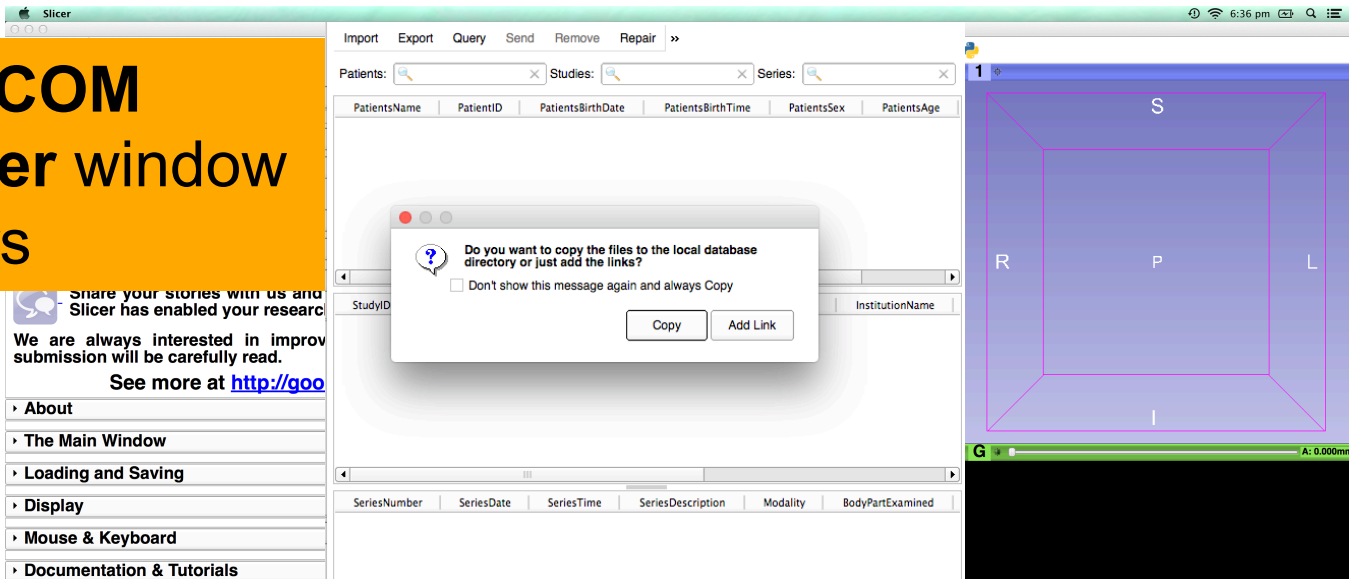 Slicer
6:36 pm
COM
er window
s
Share your stories with us and
Slicer has enabled your researc
We are always interested in improv
submission will be carefully read.
See more at http://goo
About
The Main Window
Loading and Saving
Display
Mouse & Keyboard
Documentation & Tutorials
Import Export Query Send Remove Repair »
Patients: Studies: Series:
PatientsName PatientID PatientsBirthDate PatientsBirthTime PatientsSex PatientsAge
Do you want to copy the files to the local database
directory or just add the links?
Don't show this message again and always Copy
Copy Add Link
StudyID InstitutionName
SeriesNumber SeriesDate SeriesTime SeriesDescription Modality BodyPartExamined
1
S
R P L
I
G A: 0.000mm